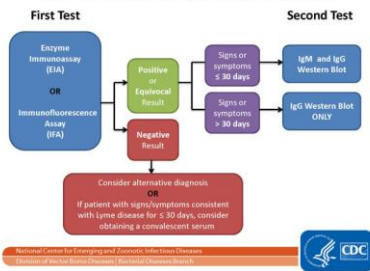 First Test
Second Test
Enzyme
Immunoassay
(EIA)
OR
Immunofluorescence
Assay
(IFA)
Positive
or Equivocal
Result
Negative
Result
Signs or
symptoms
≤ 30 days
Signs or
symptoms
> 30 days
IgM and IgG
Western Blot
IgG Western Blot
ONLY
Consider alternative diagnosis
OR
If patient with signs/symptoms consistent
with Lyme disease for ≤ 30 days, consider
obtaining a convalescent serum
National Center for Emerging and Zoonotic Infectious Diseases
Division of Vector Borne Diseases | Bacterial Diseases Branch
CDC